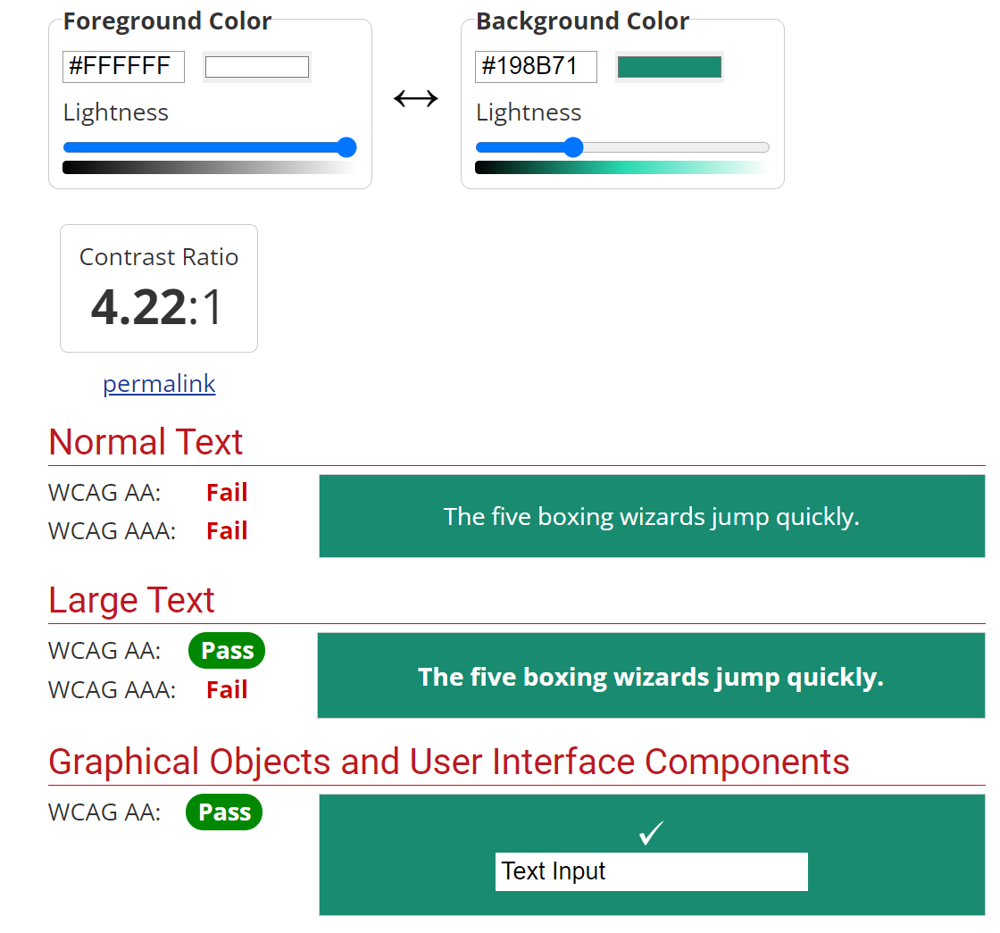 Foreground Color
Background Color
#FFFFFF
#198B71
Lightness
Lightness
Contrast Ratio
4.22:1
permalink
Normal Text
WCAG AA: Fail
WCAG AAA: Fail
The five boxing wizards jump quickly.
Large Text
WCAG AA: Pass
WCAG AAA: Fail
The five boxing wizards jump quickly.
Graphical Objects and User Interface Components
WCAG AA: Pass
✓
Text Input